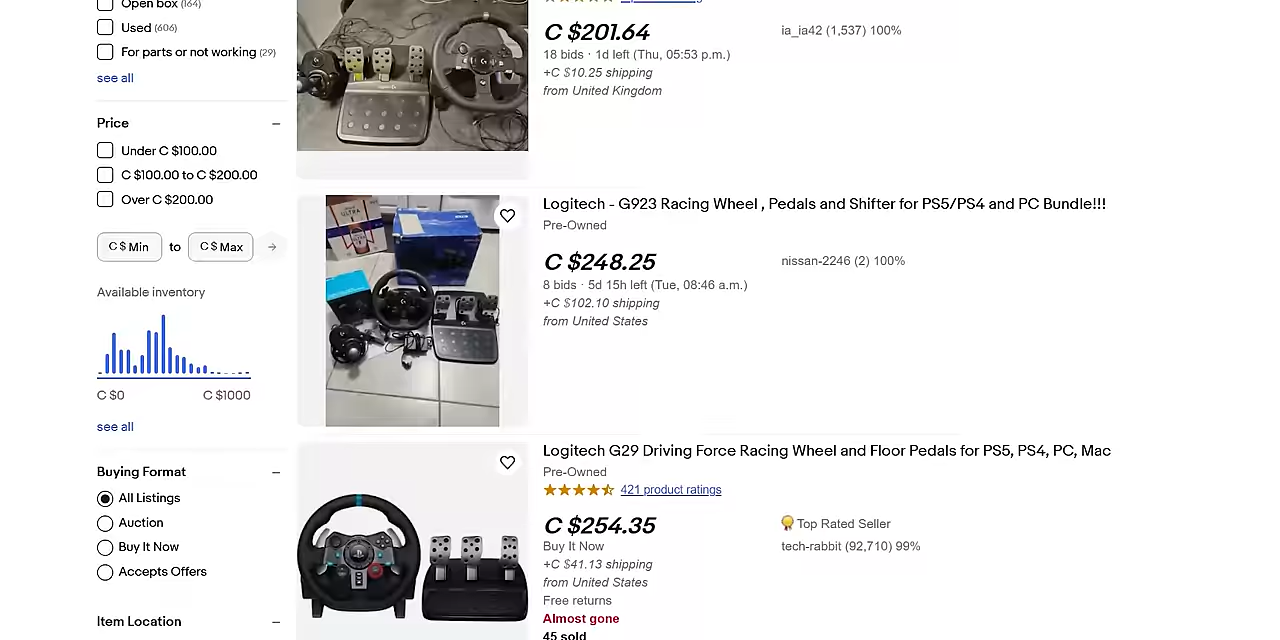 Open box (164)
Used (606)
For parts or not working (29)
see all
Price
Under C $100.00
C $100.00 to C $200.00
Over C $200.00
C $ Min to C $ Max
Available inventory
C $0 C $1000
see all
Buying Format
All Listings
Auction
Buy It Now
Accepts Offers
Item Location
C $201.64
ia_ia42 (1,537) 100%
18 bids · 1d left (Thu, 05:53 p.m.)
+C $10.25 shipping
from United Kingdom
Logitech - G923 Racing Wheel , Pedals and Shifter for PS5/PS4 and PC Bundle!!!
Pre-Owned
C $248.25
nissan-2246 (2) 100%
8 bids · 5d 15h left (Tue, 08:46 a.m.)
+C $102.10 shipping
from United States
ULTRA
Logitech G29 Driving Force Racing Wheel and Floor Pedals for PS5, PS4, PC, Mac
Pre-Owned
421 product ratings
C $254.35
Top Rated Seller
Buy It Now
tech-rabbit (92,710) 99%
+C $41.13 shipping
from United States
Free returns
Almost gone
45 sold